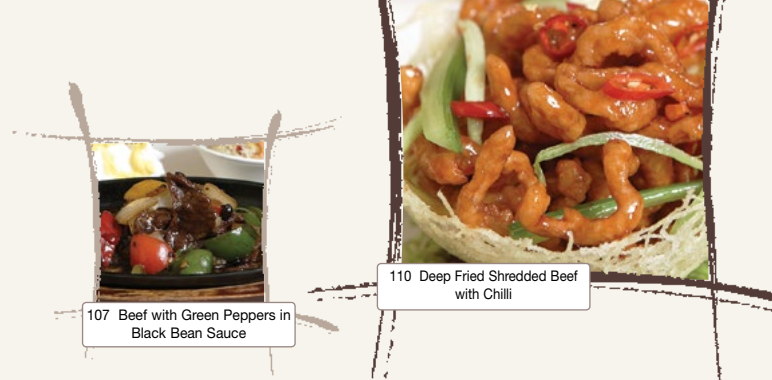 110 Deep Fried Shredded Beef
with Chilli
107 Beef with Green Peppers in
Black Bean Sauce